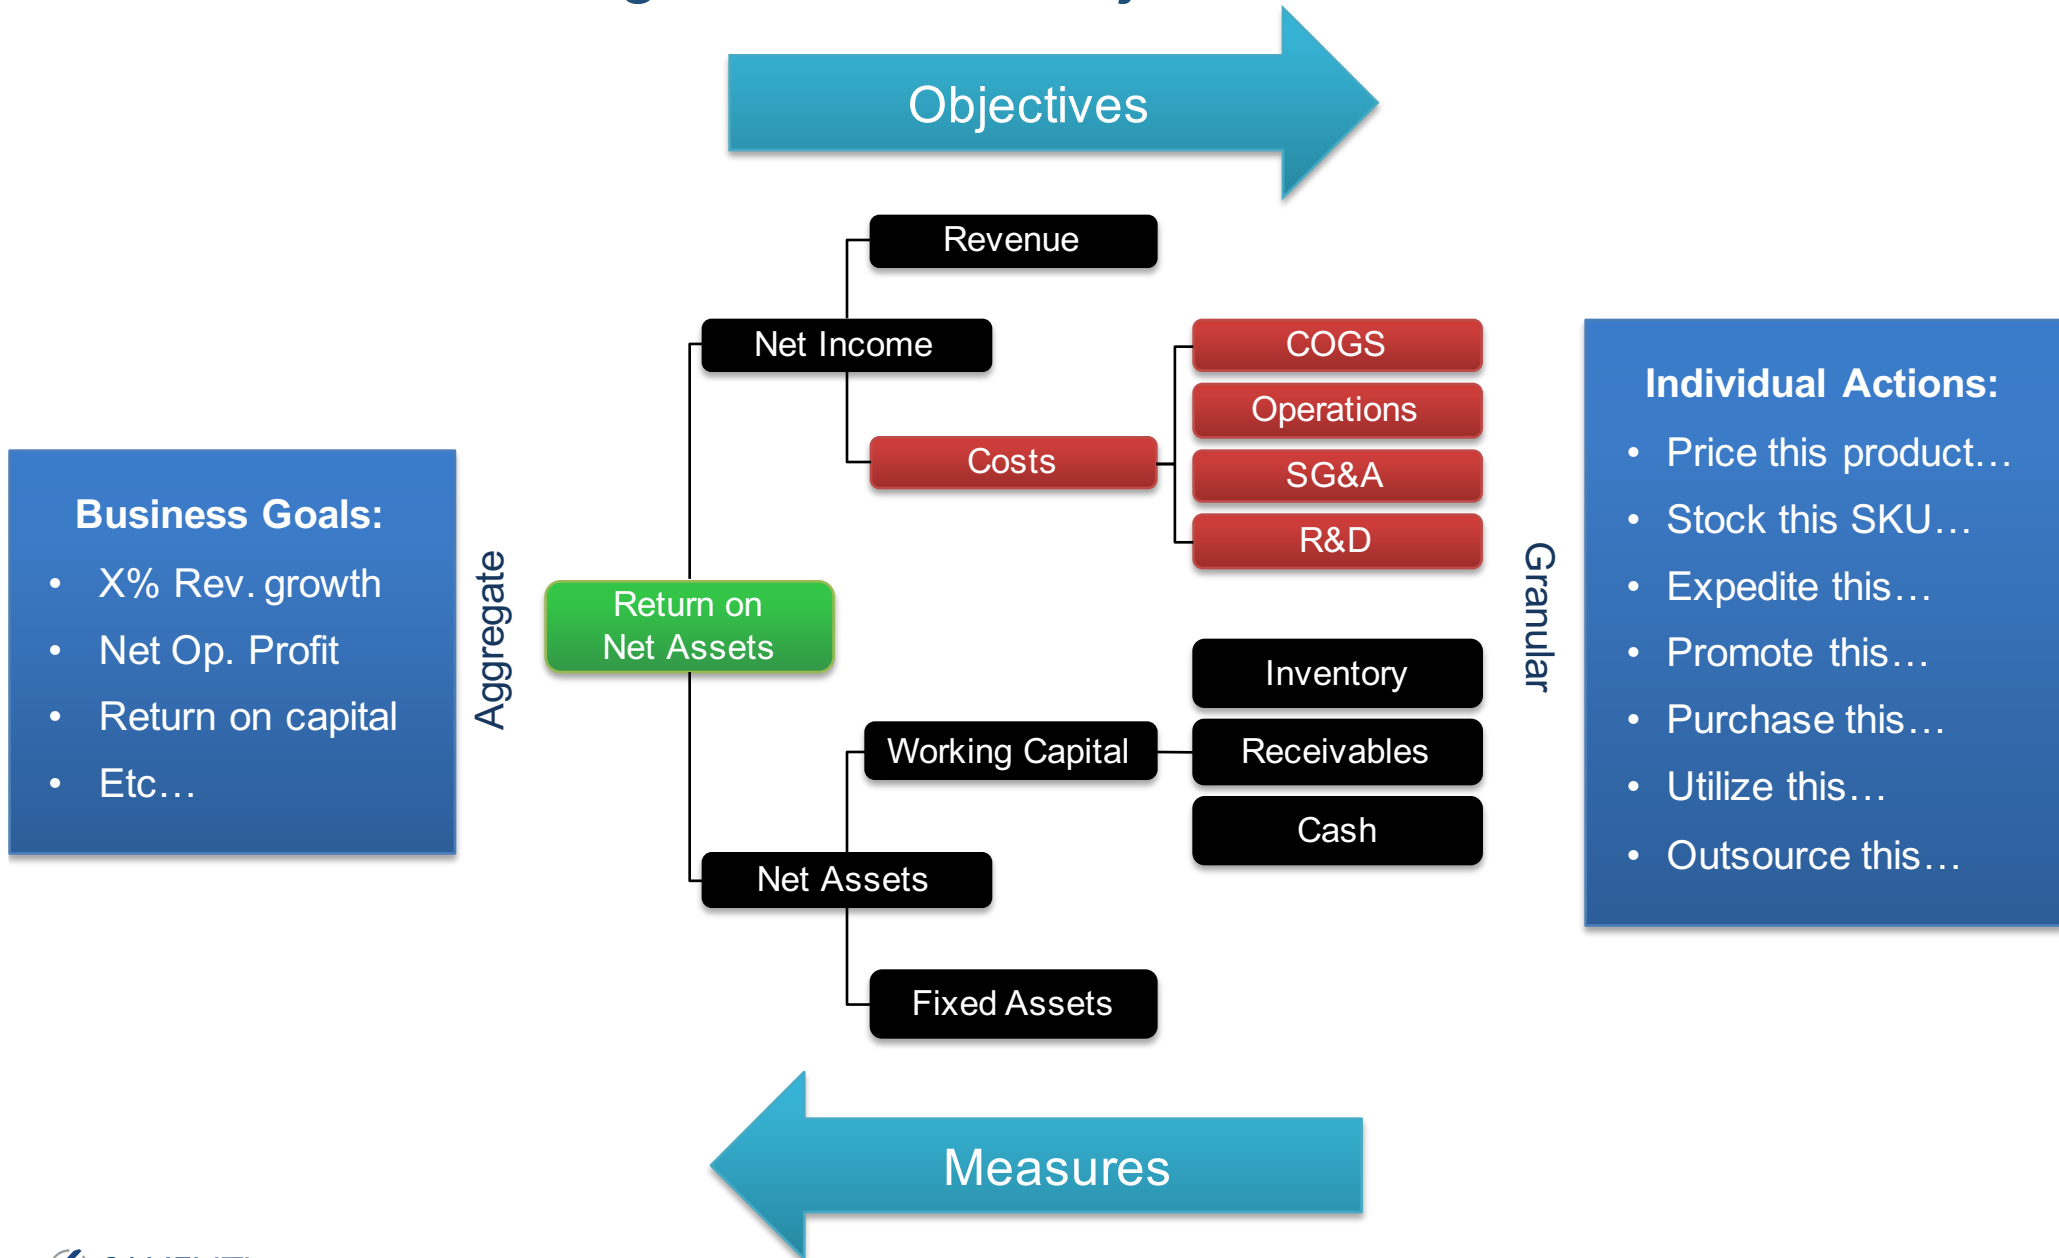 Objectives
Revenue
Net Income
COGS
Operations
Costs
SG&A
R&D
Business Goals:
• X% Rev. growth
• Net Op. Profit
• Return on capital
• Etc…
Aggregate
Return on
Net Assets
Inventory
Working Capital
Receivables
Cash
Net Assets
Fixed Assets
Granular
Individual Actions:
• Price this product…
• Stock this SKU…
• Expedite this…
• Promote this…
• Purchase this…
• Utilize this…
• Outsource this…
Measures